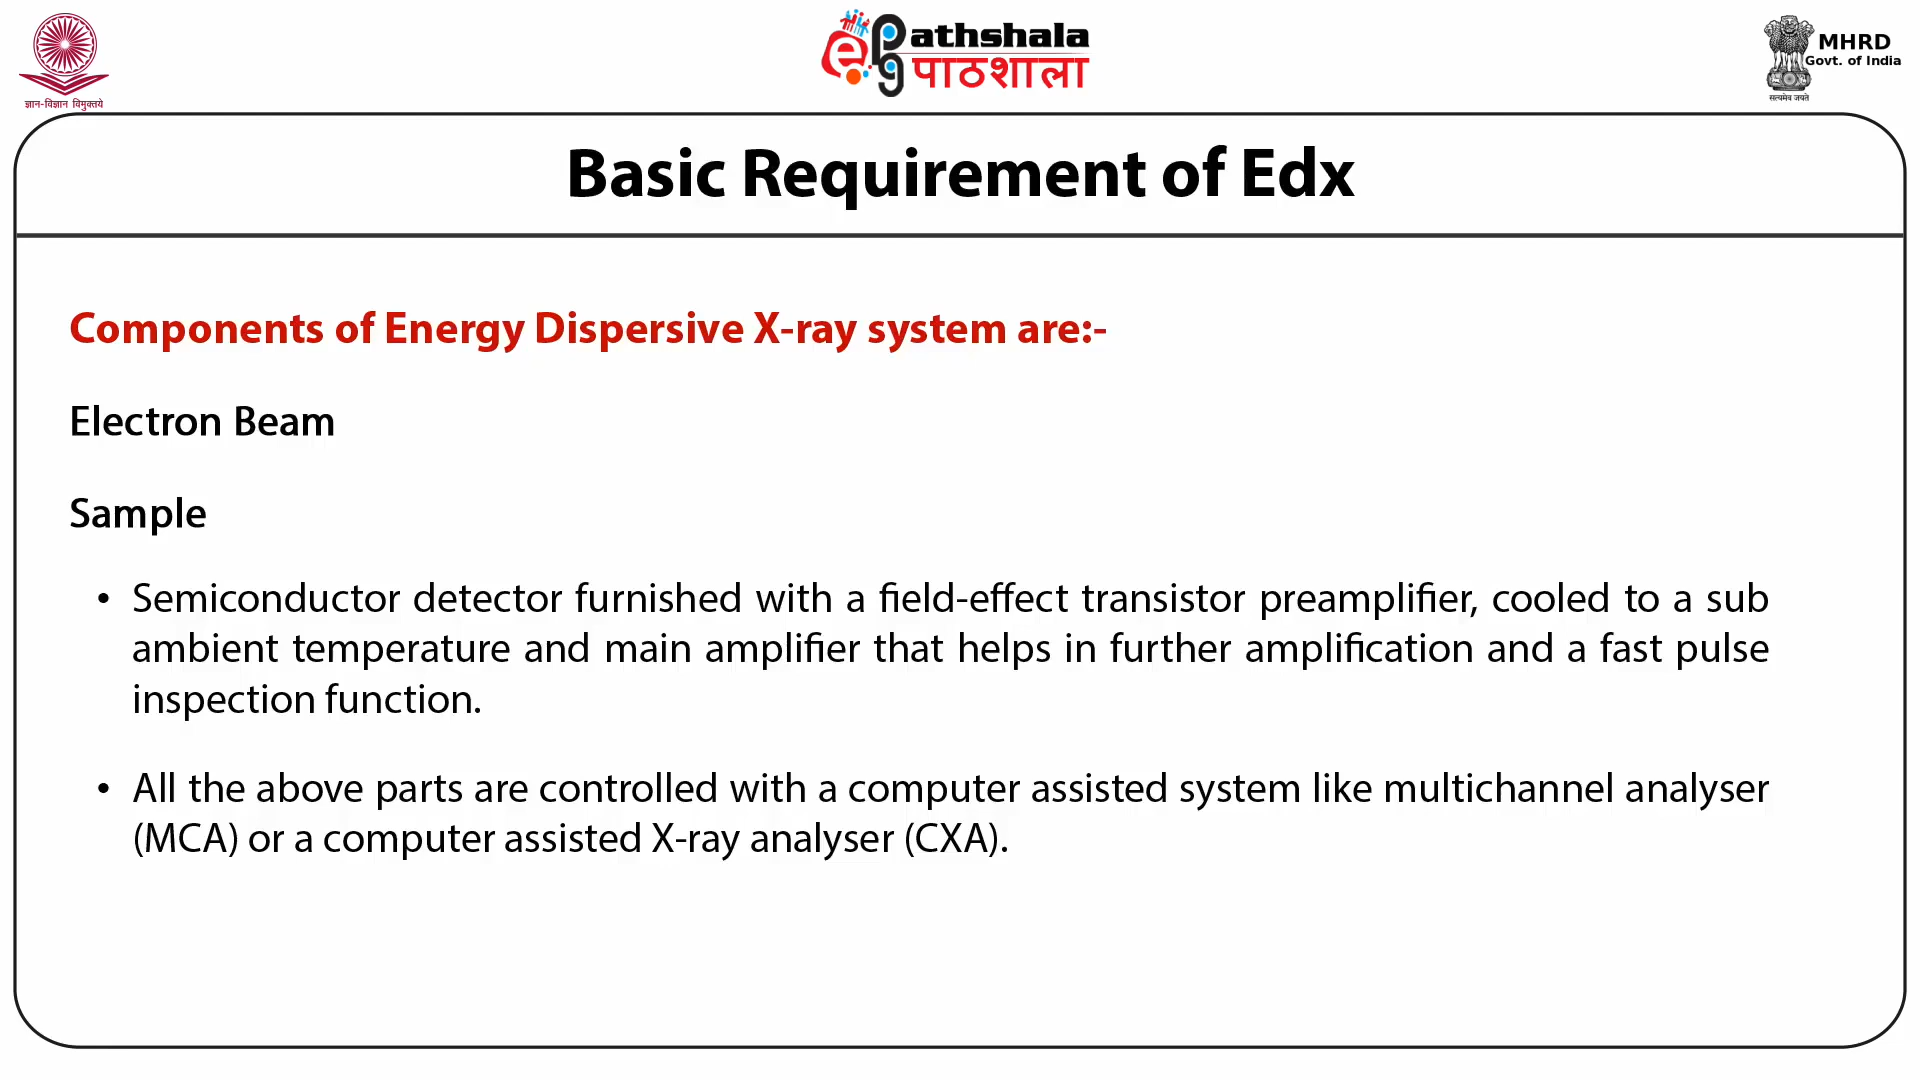 ज्ञान-विज्ञान विमुक्तये
ePathshala
पाठशाला
MHRD
Govt. of India
सत्यमेव जयते
Basic Requirement of Edx
Components of Energy Dispersive X-ray system are:-
Electron Beam
Sample
• Semiconductor detector furnished with a field-effect transistor preamplifier, cooled to a sub
ambient temperature and main amplifier that helps in further amplification and a fast pulse
inspection function.
• All the above parts are controlled with a computer assisted system like multichannel analyser
(MCA) or a computer assisted X-ray analyser (CXA).